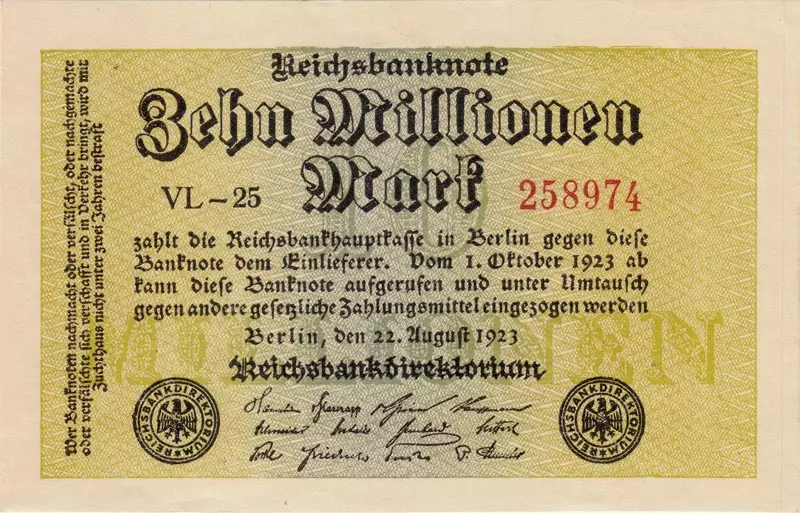 Reichsbanknote
Zehn Millionen
Mark
VL-25
258974
zahlt die Reichsbankhauptkasse in Berlin gegen diese
Banknote dem Einlieferer. Vom 1. Oktober 1923 ab
kann diese Banknote aufgerufen und unter Umtausch
gegen andere gesetzliche Zahlungsmittel eingezogen werden
Berlin, den 22. August 1923
Reichsbankdirektorium
REICHSBANKDIREKTORIUM
REICHSBANKDIREKTORIUM
Wer Banknoten nachmacht oder verfälscht, oder nachgemachte
oder verfälschte sich verschafft und in Verkehr bringt, wird mit
Zuchthaus nicht unter zwei Jahren bestraft